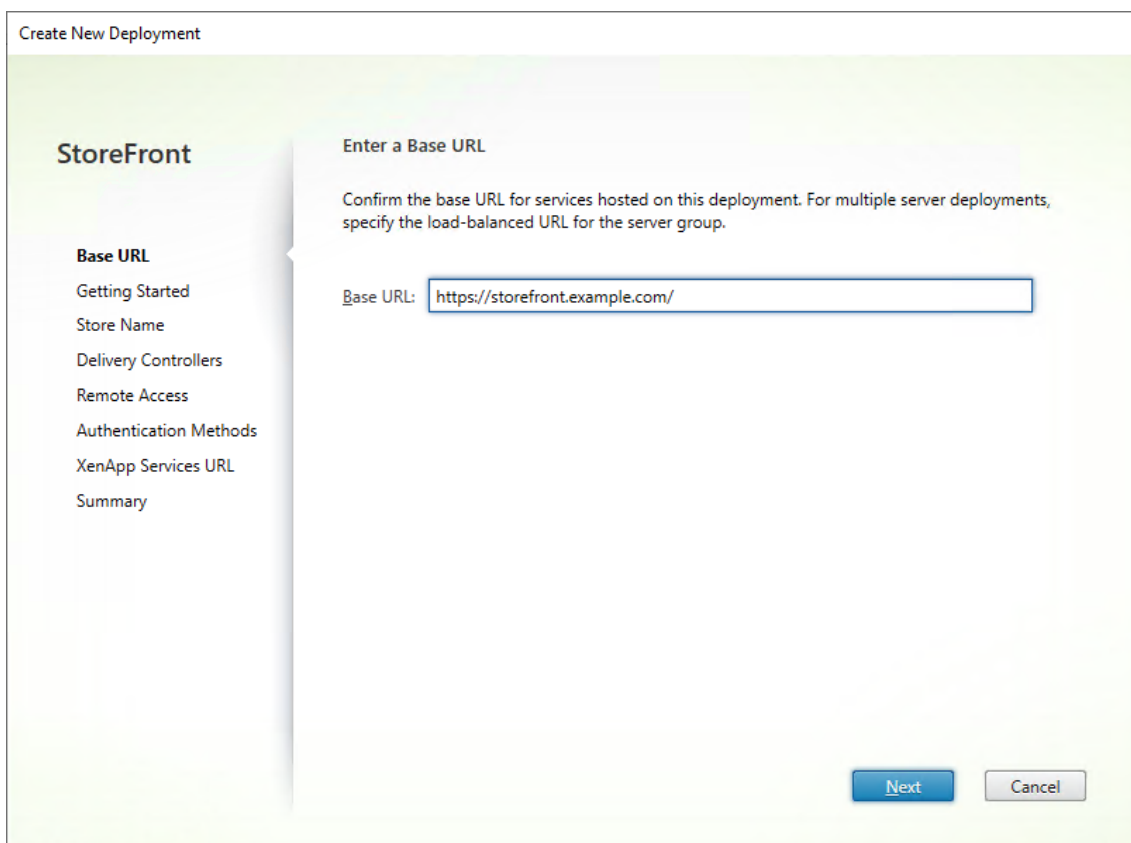 Create New Deployment
StoreFront
Base URL
Getting Started
Store Name
Delivery Controllers
Remote Access
Authentication Methods
XenApp Services URL
Summary
Enter a Base URL
Confirm the base URL for services hosted on this deployment. For multiple server deployments,
specify the load-balanced URL for the server group.
Base URL: https://storefront.example.com/
Next Cancel